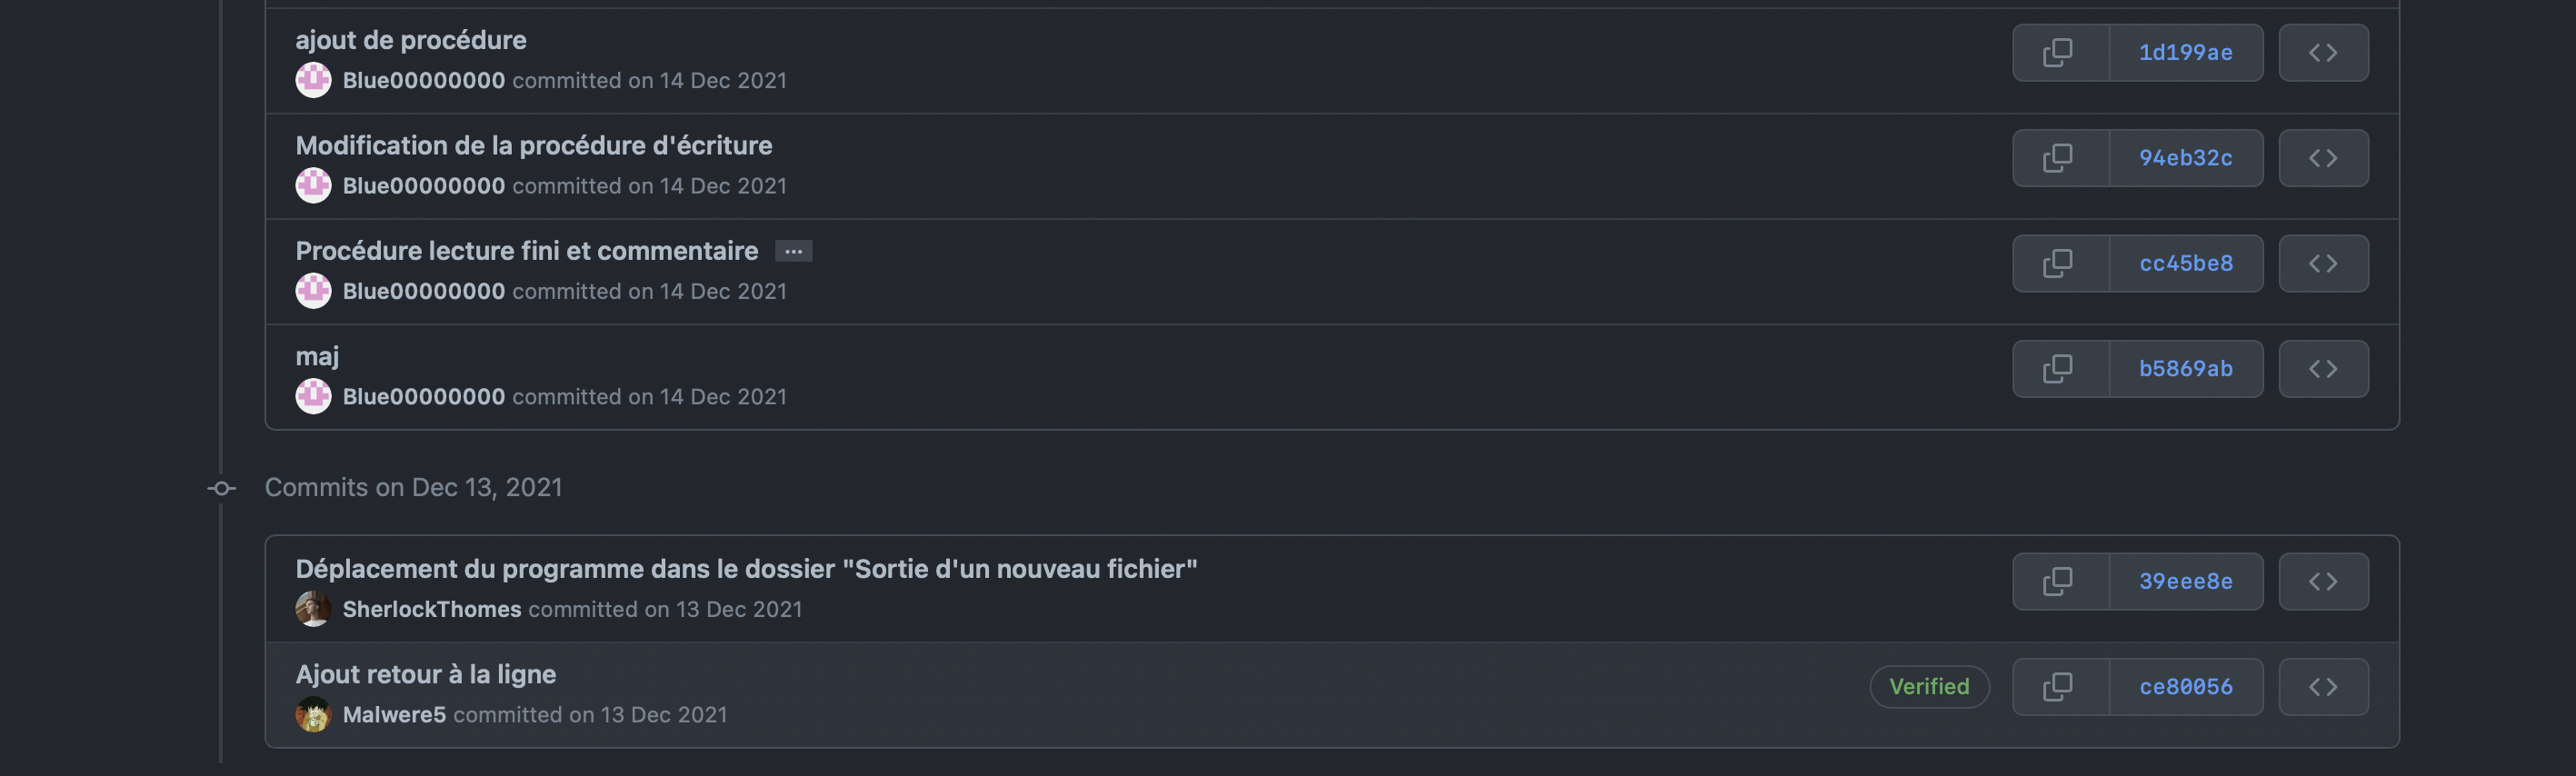 ajout de procédure
1d199ae
Blue00000000 committed on 14 Dec 2021
Modification de la procédure d'écriture
94eb32c
Blue00000000 committed on 14 Dec 2021
Procédure lecture fini et commentaire ...
cc45be8
Blue00000000 committed on 14 Dec 2021
maj
b5869ab
Blue00000000 committed on 14 Dec 2021
Commits on Dec 13, 2021
Déplacement du programme dans le dossier "Sortie d'un nouveau fichier"
39eee8e
SherlockThomes committed on 13 Dec 2021
Ajout retour à la ligne
Verified ce80056
Malwere5 committed on 13 Dec 2021